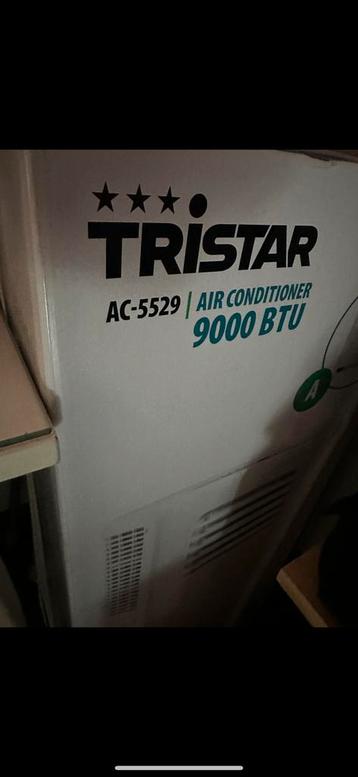 TRISTAR
AC-5529 | AIR CONDITIONER
9000 BTU
A